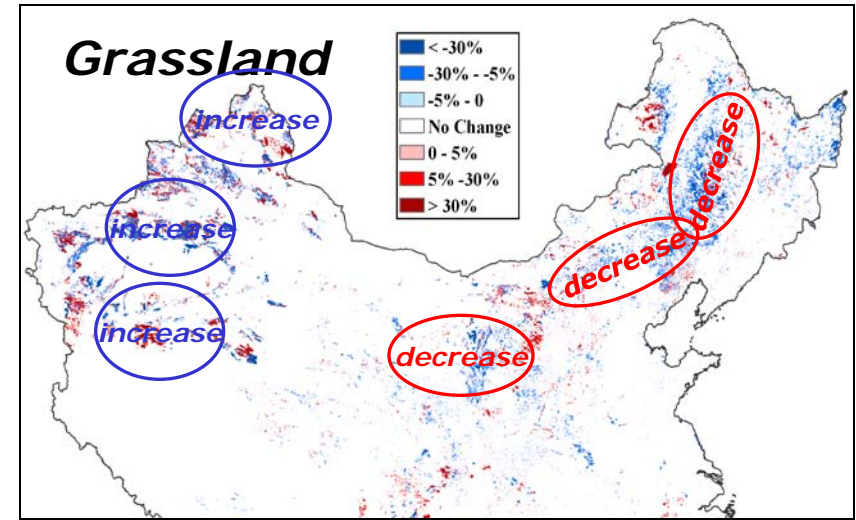 Grassland
< -30%
-30% - -5%
-5% - 0
No Change
0 - 5%
5% -30%
> 30%
increase
increase
increase
decrease
decrease
decrease